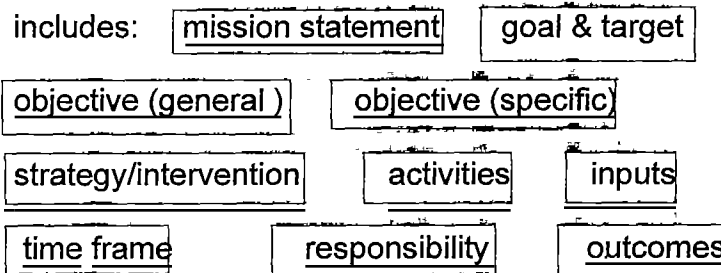 includes: mission statement goal & target
objective (general ) objective (specific)
strategy/intervention activities inputs
time frame responsibility outcomes